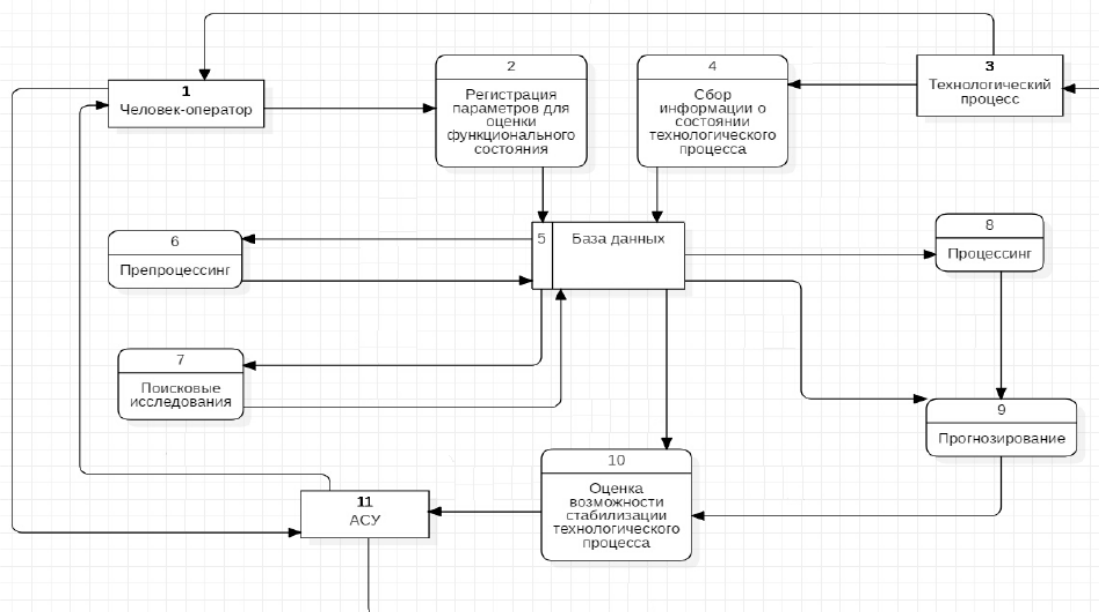 1
Человек-оператор
2
Регистрация
параметров для
оценки
функционального
состояния
4
Сбор
информации о
состоянии
технологического
процесса
3
Технологический
процесс
5
База данных
6
Препроцессинг
8
Процессинг
7
Поисковые
исследования
9
Прогнозирование
10
Оценка
возможности
стабилизации
технологического
процесса
11
АСУ